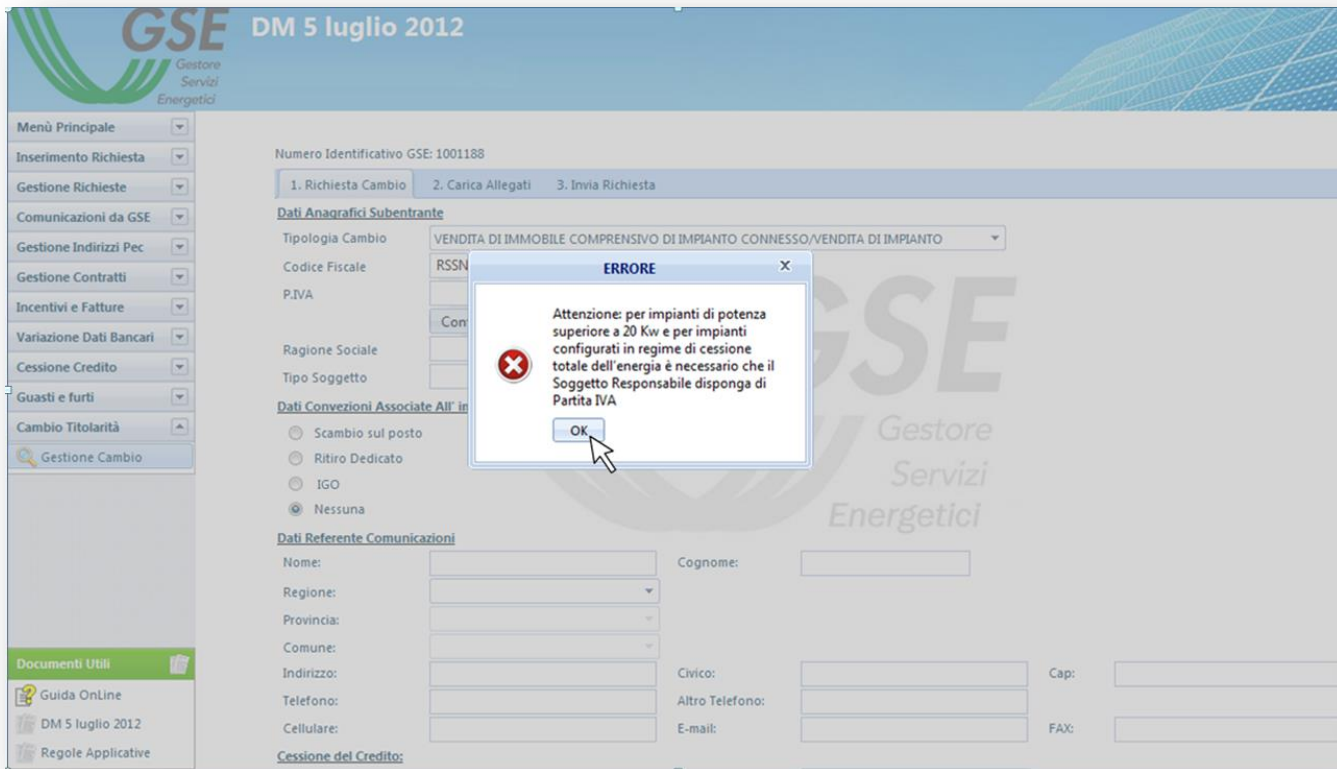 GSE
Gestore
Servizi
Energetici
DM 5 luglio 2012
Menù Principale
Inserimento Richiesta
Gestione Richieste
Comunicazioni da GSE
Gestione Indirizzi Pec
Gestione Contratti
Incentivi e Fatture
Variazione Dati Bancari
Cessione Credito
Guasti e furti
Cambio Titolarità
Gestione Cambio
Documenti Utili
Guida OnLine
DM 5 luglio 2012
Regole Applicative
Numero Identificativo GSE: 1001188
1. Richiesta Cambio 2. Carica Allegati 3. Invia Richiesta
Dati Anagrafici Subentrante
Tipologia Cambio VENDITA DI IMMOBILE COMPRENSIVO DI IMPIANTO CONNESSO/VENDITA DI IMPIANTO
Codice Fiscale RSSN
P.IVA
Con
Ragione Sociale
Tipo Soggetto
ERRORE X
Attenzione: per impianti di potenza
superiore a 20 Kw e per impianti
configurati in regime di cessione
totale dell'energia è necessario che il
Soggetto Responsabile disponga di
Partita IVA
OK
Dati Convezioni Associate All' im
Scambio sul posto
Ritiro Dedicato
IGO
Nessuna
GSE
Gestore
Servizi
Energetici
Dati Referente Comunicazioni
Nome: Cognome:
Regione:
Provincia:
Comune:
Indirizzo: Civico: Cap:
Telefono: Altro Telefono:
Cellulare: E-mail: FAX:
Cessione del Credito: